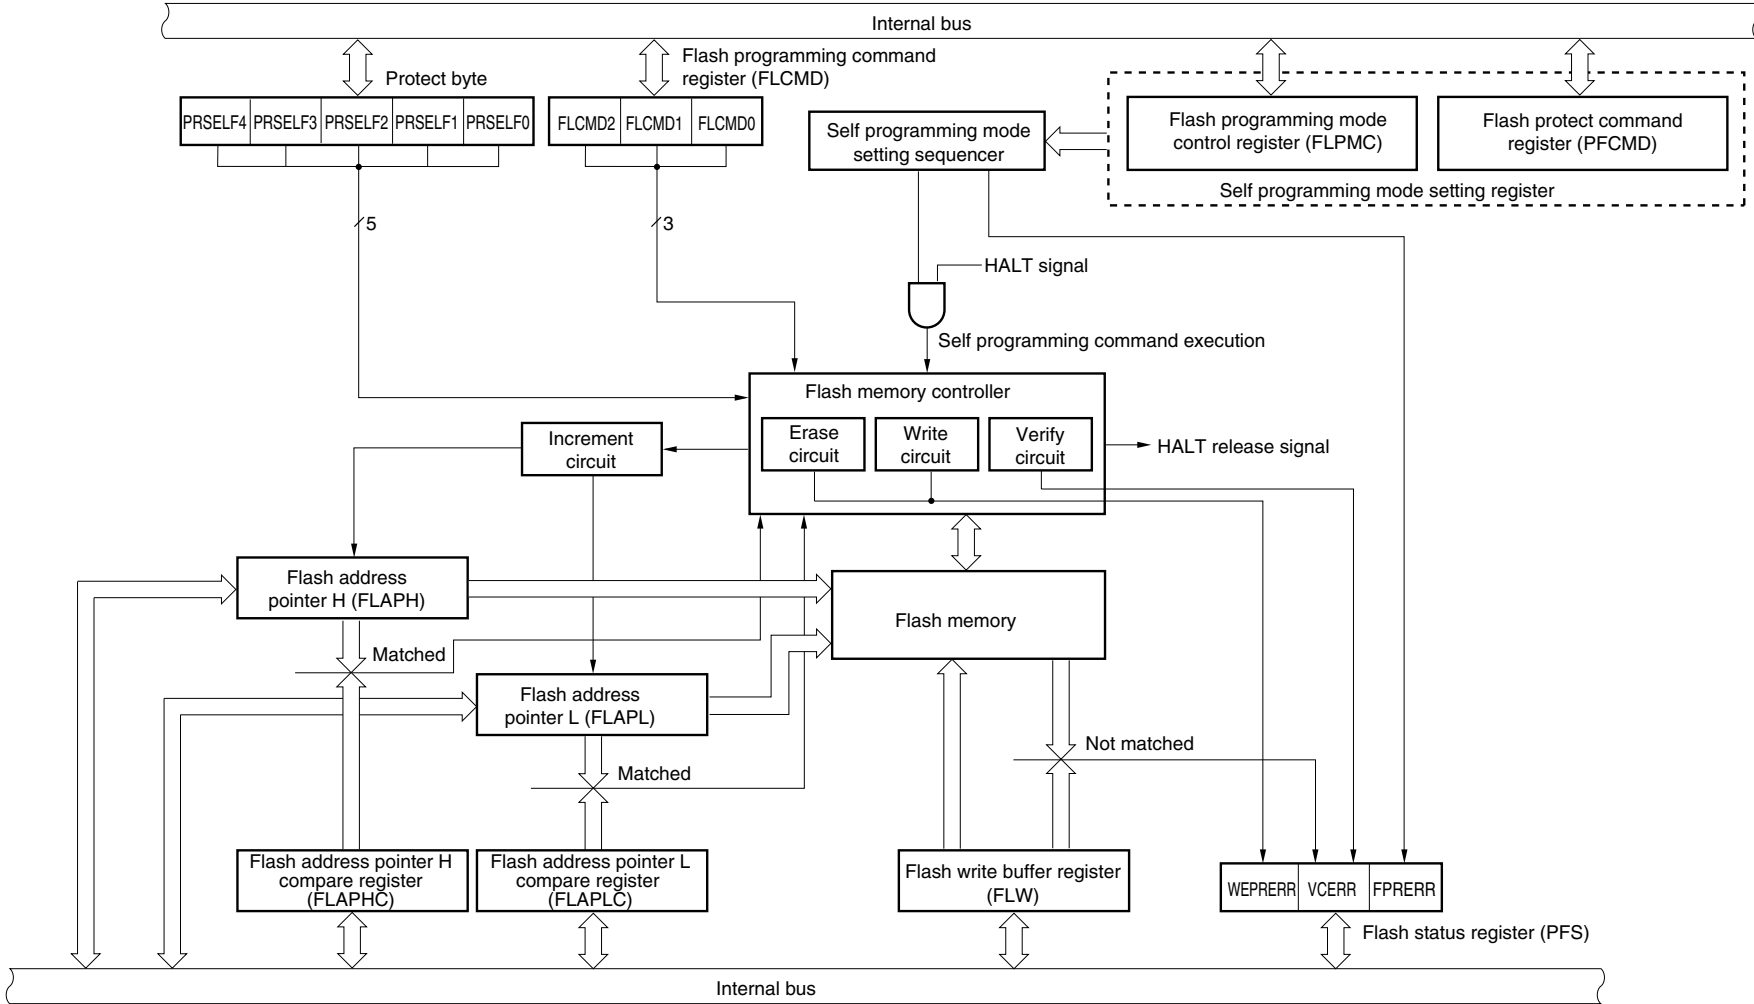 Internal bus
Protect byte
Flash programming command
register (FLCMD)
PRSELF4 PRSELF3 PRSELF2 PRSELF1 PRSELF0
FLCMD2 FLCMD1 FLCMD0
Self programming mode
setting sequencer
Flash programming mode
control register (FLPMC)
Flash protect command
register (PFCMD)
Self programming mode setting register
5
3
HALT signal
Self programming command execution
Flash memory controller
Erase
circuit
Write
circuit
Verify
circuit
HALT release signal
Increment
circuit
Flash address
pointer H (FLAPH)
Flash memory
Matched
Flash address
pointer L (FLAPL)
Matched
Not matched
Flash address pointer H
compare register
(FLAPHC)
Flash address pointer L
compare register
(FLAPLC)
Flash write buffer register
(FLW)
WEPRERR VCERR FPRERR
Flash status register (PFS)
Internal bus